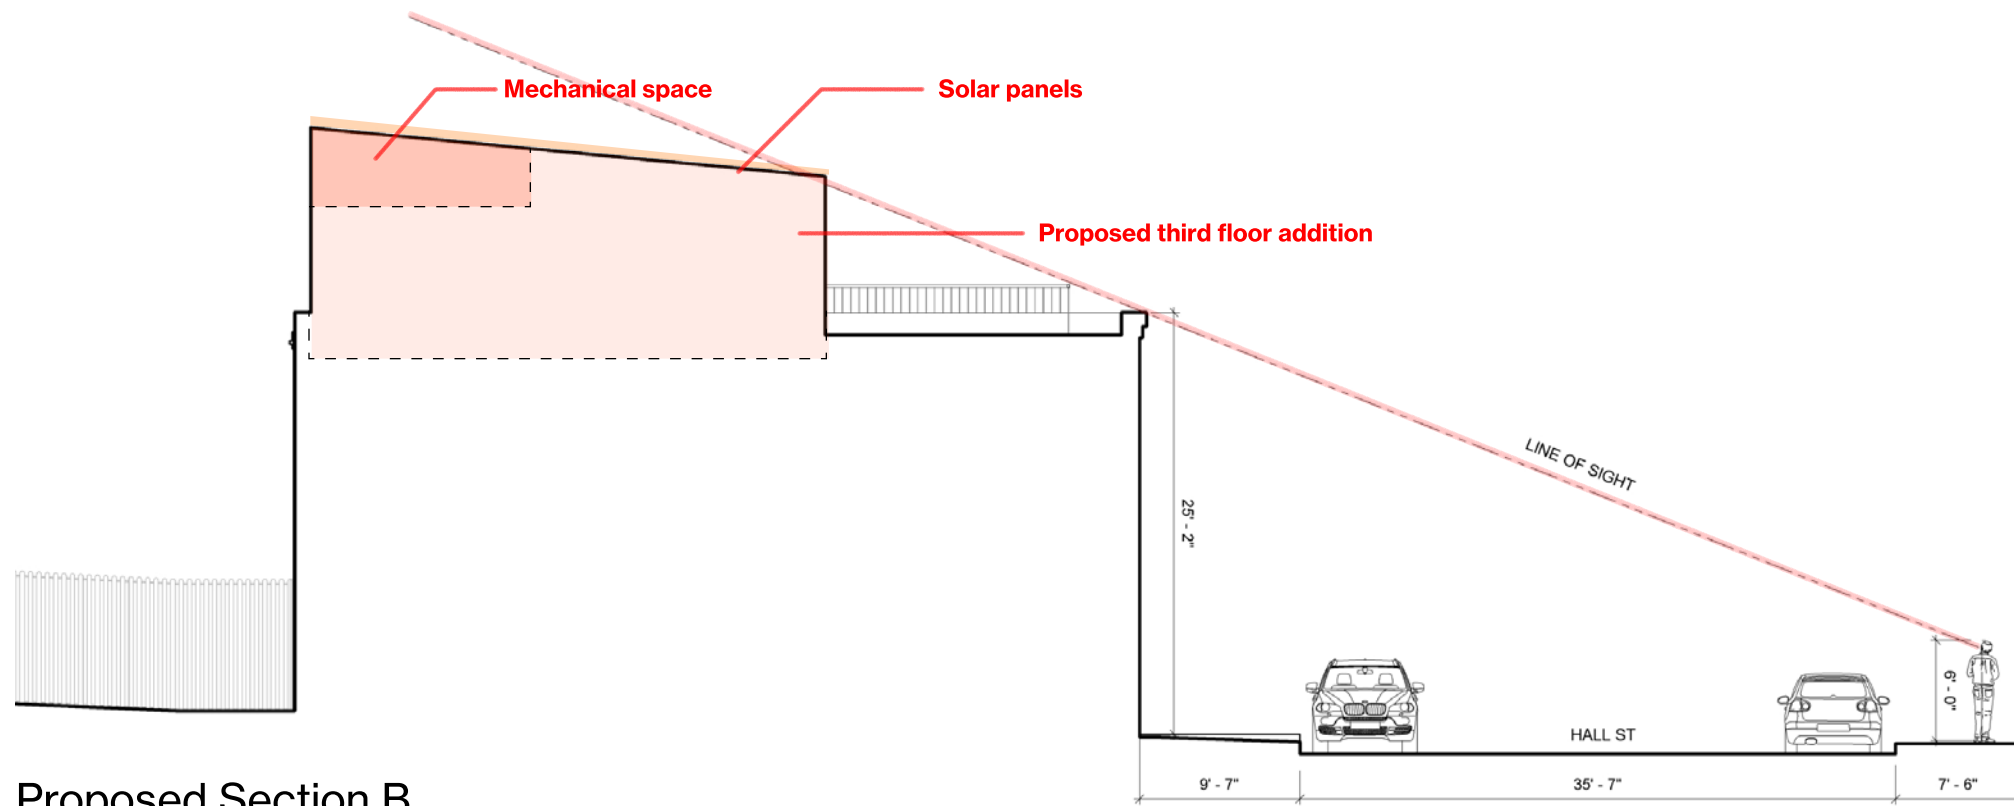 Mechanical space
Solar panels
Proposed third floor addition
LINE OF SIGHT
25' - 2"
6' - 0"
HALL ST
9' - 7"
35' - 7"
7' - 6"
Proposed Section B